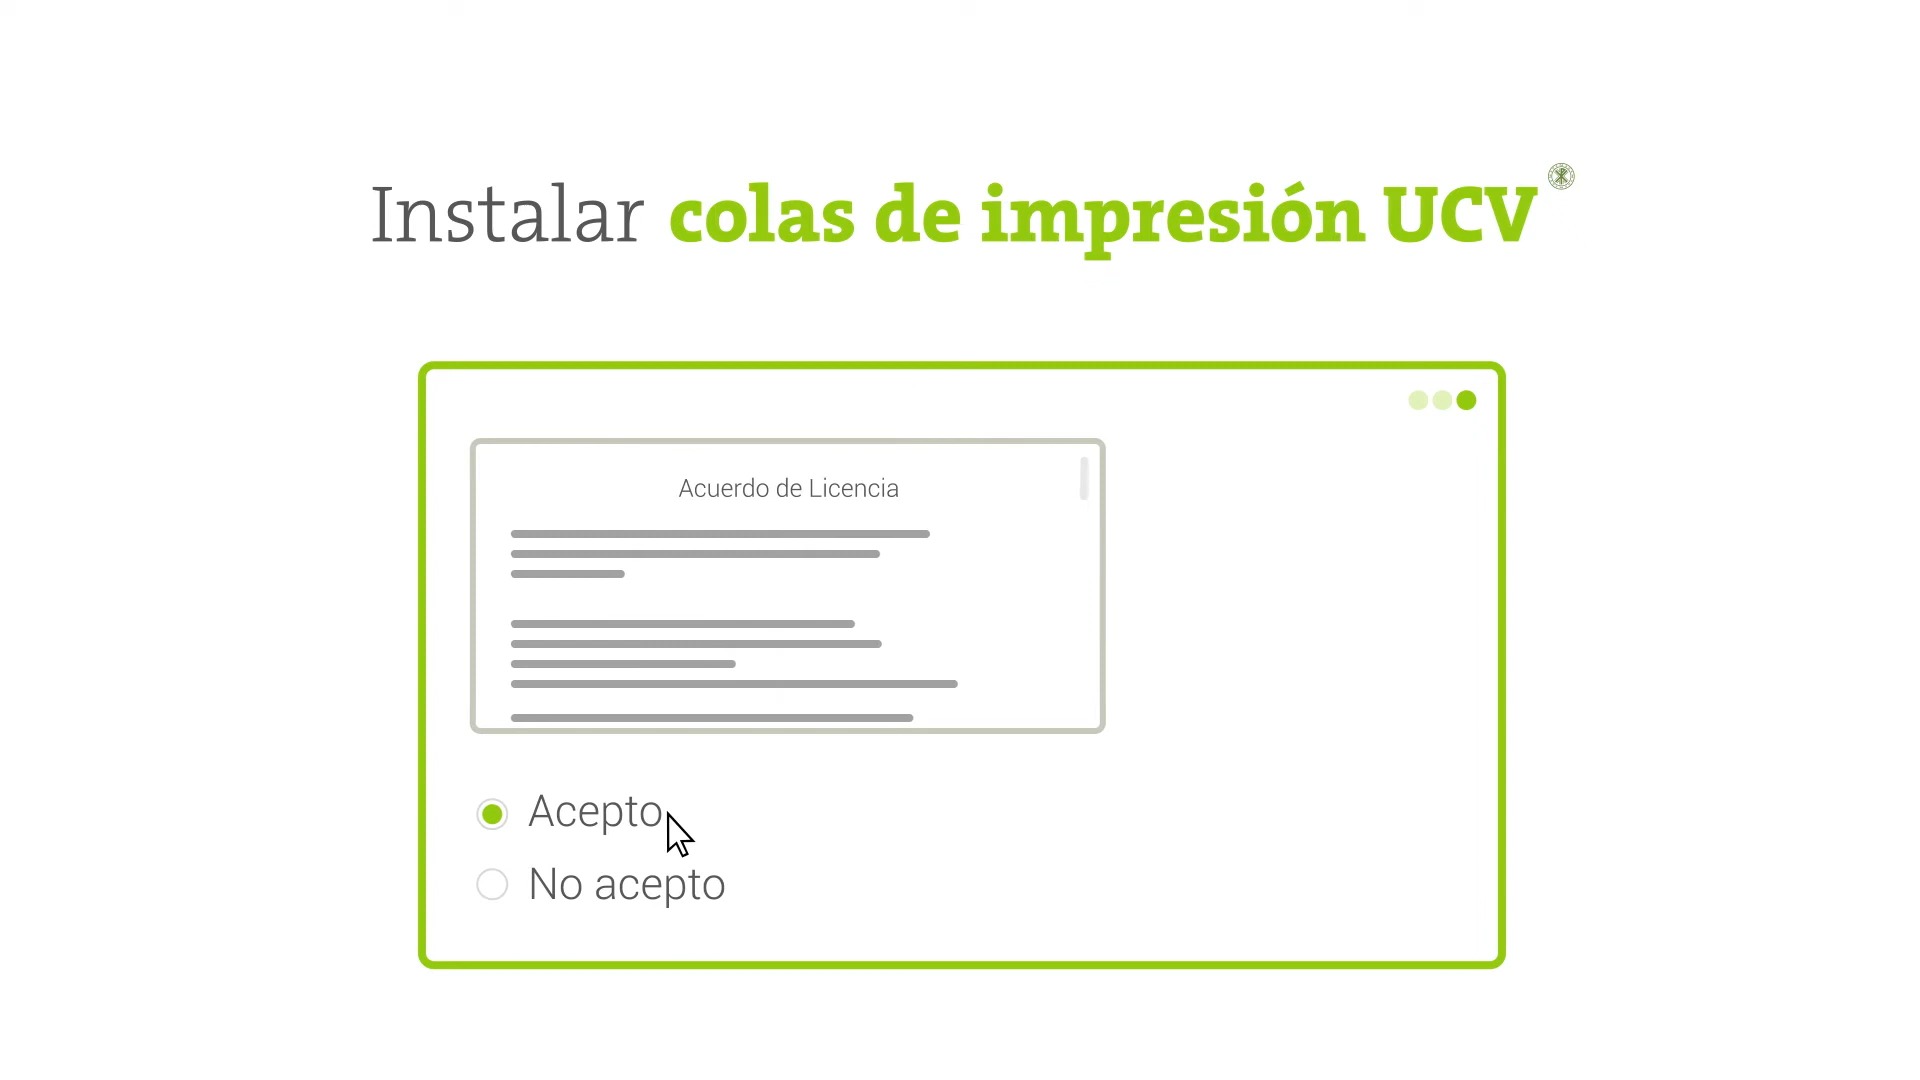 Instalar colas de impresión UCV
Acuerdo de Licencia
Acepto
No acepto